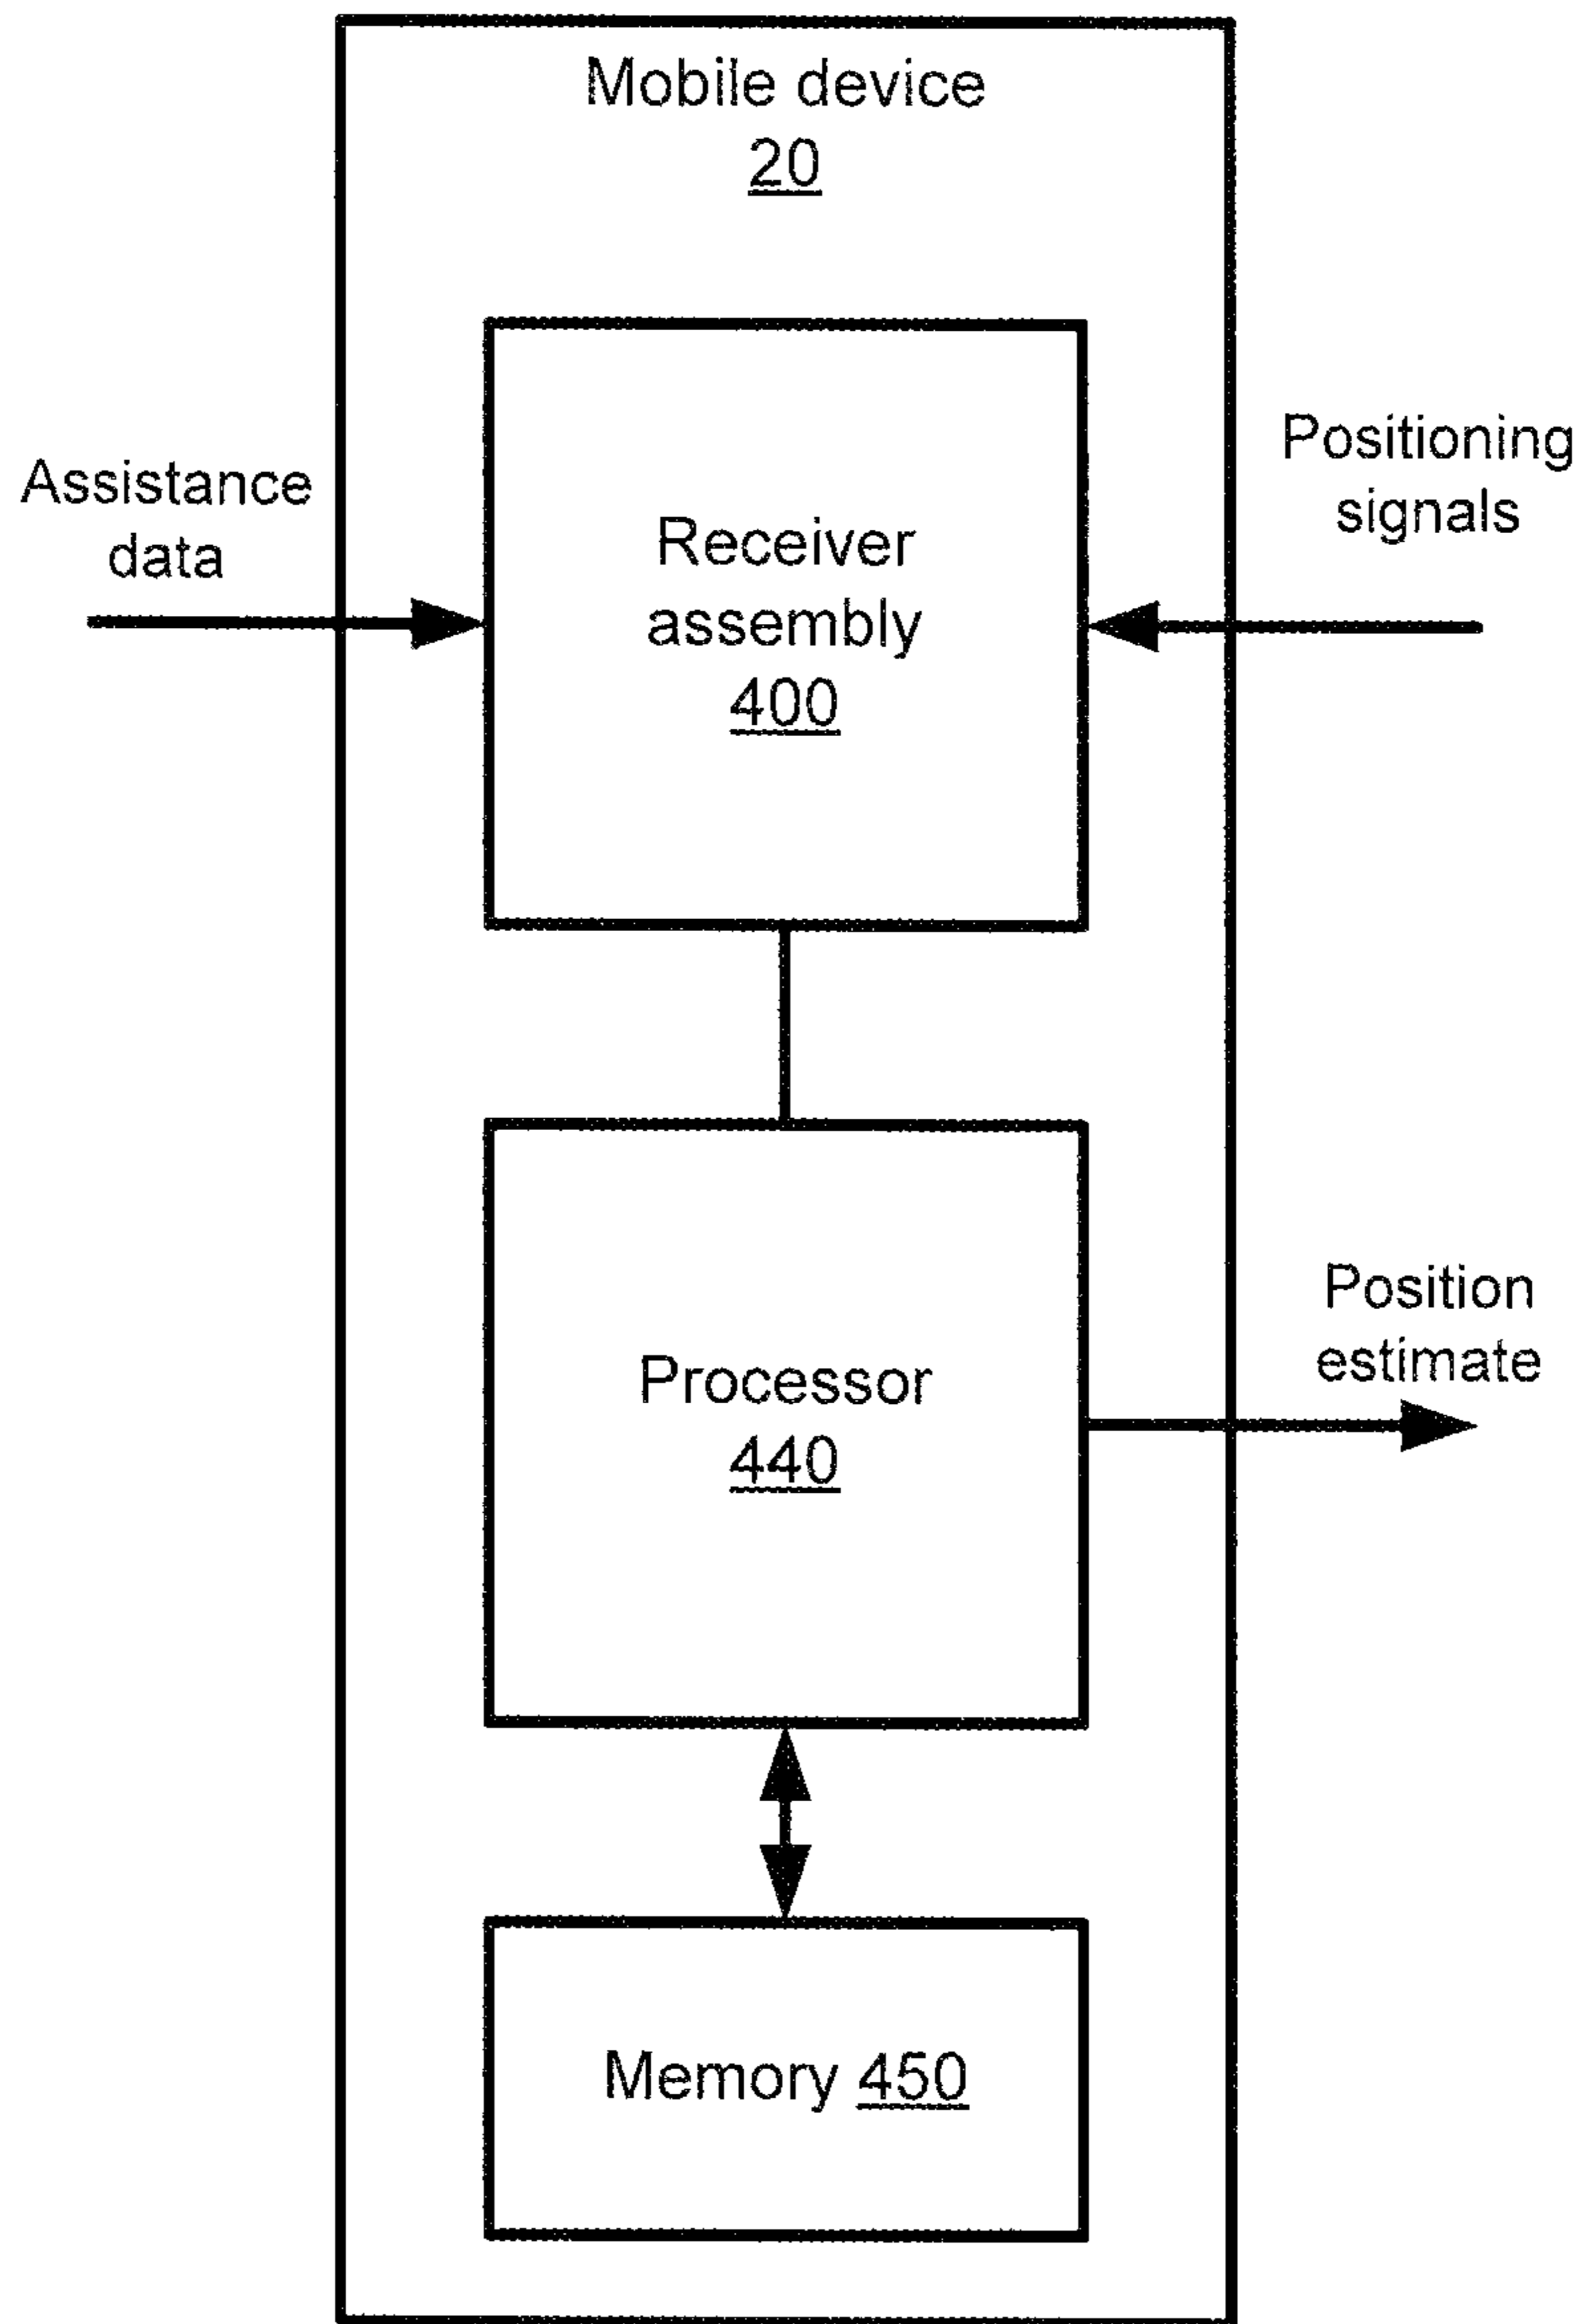 Mobile device
20
Assistance
data
Positioning
signals
Receiver
assembly
400
Position
estimate
Processor
440
Memory 450